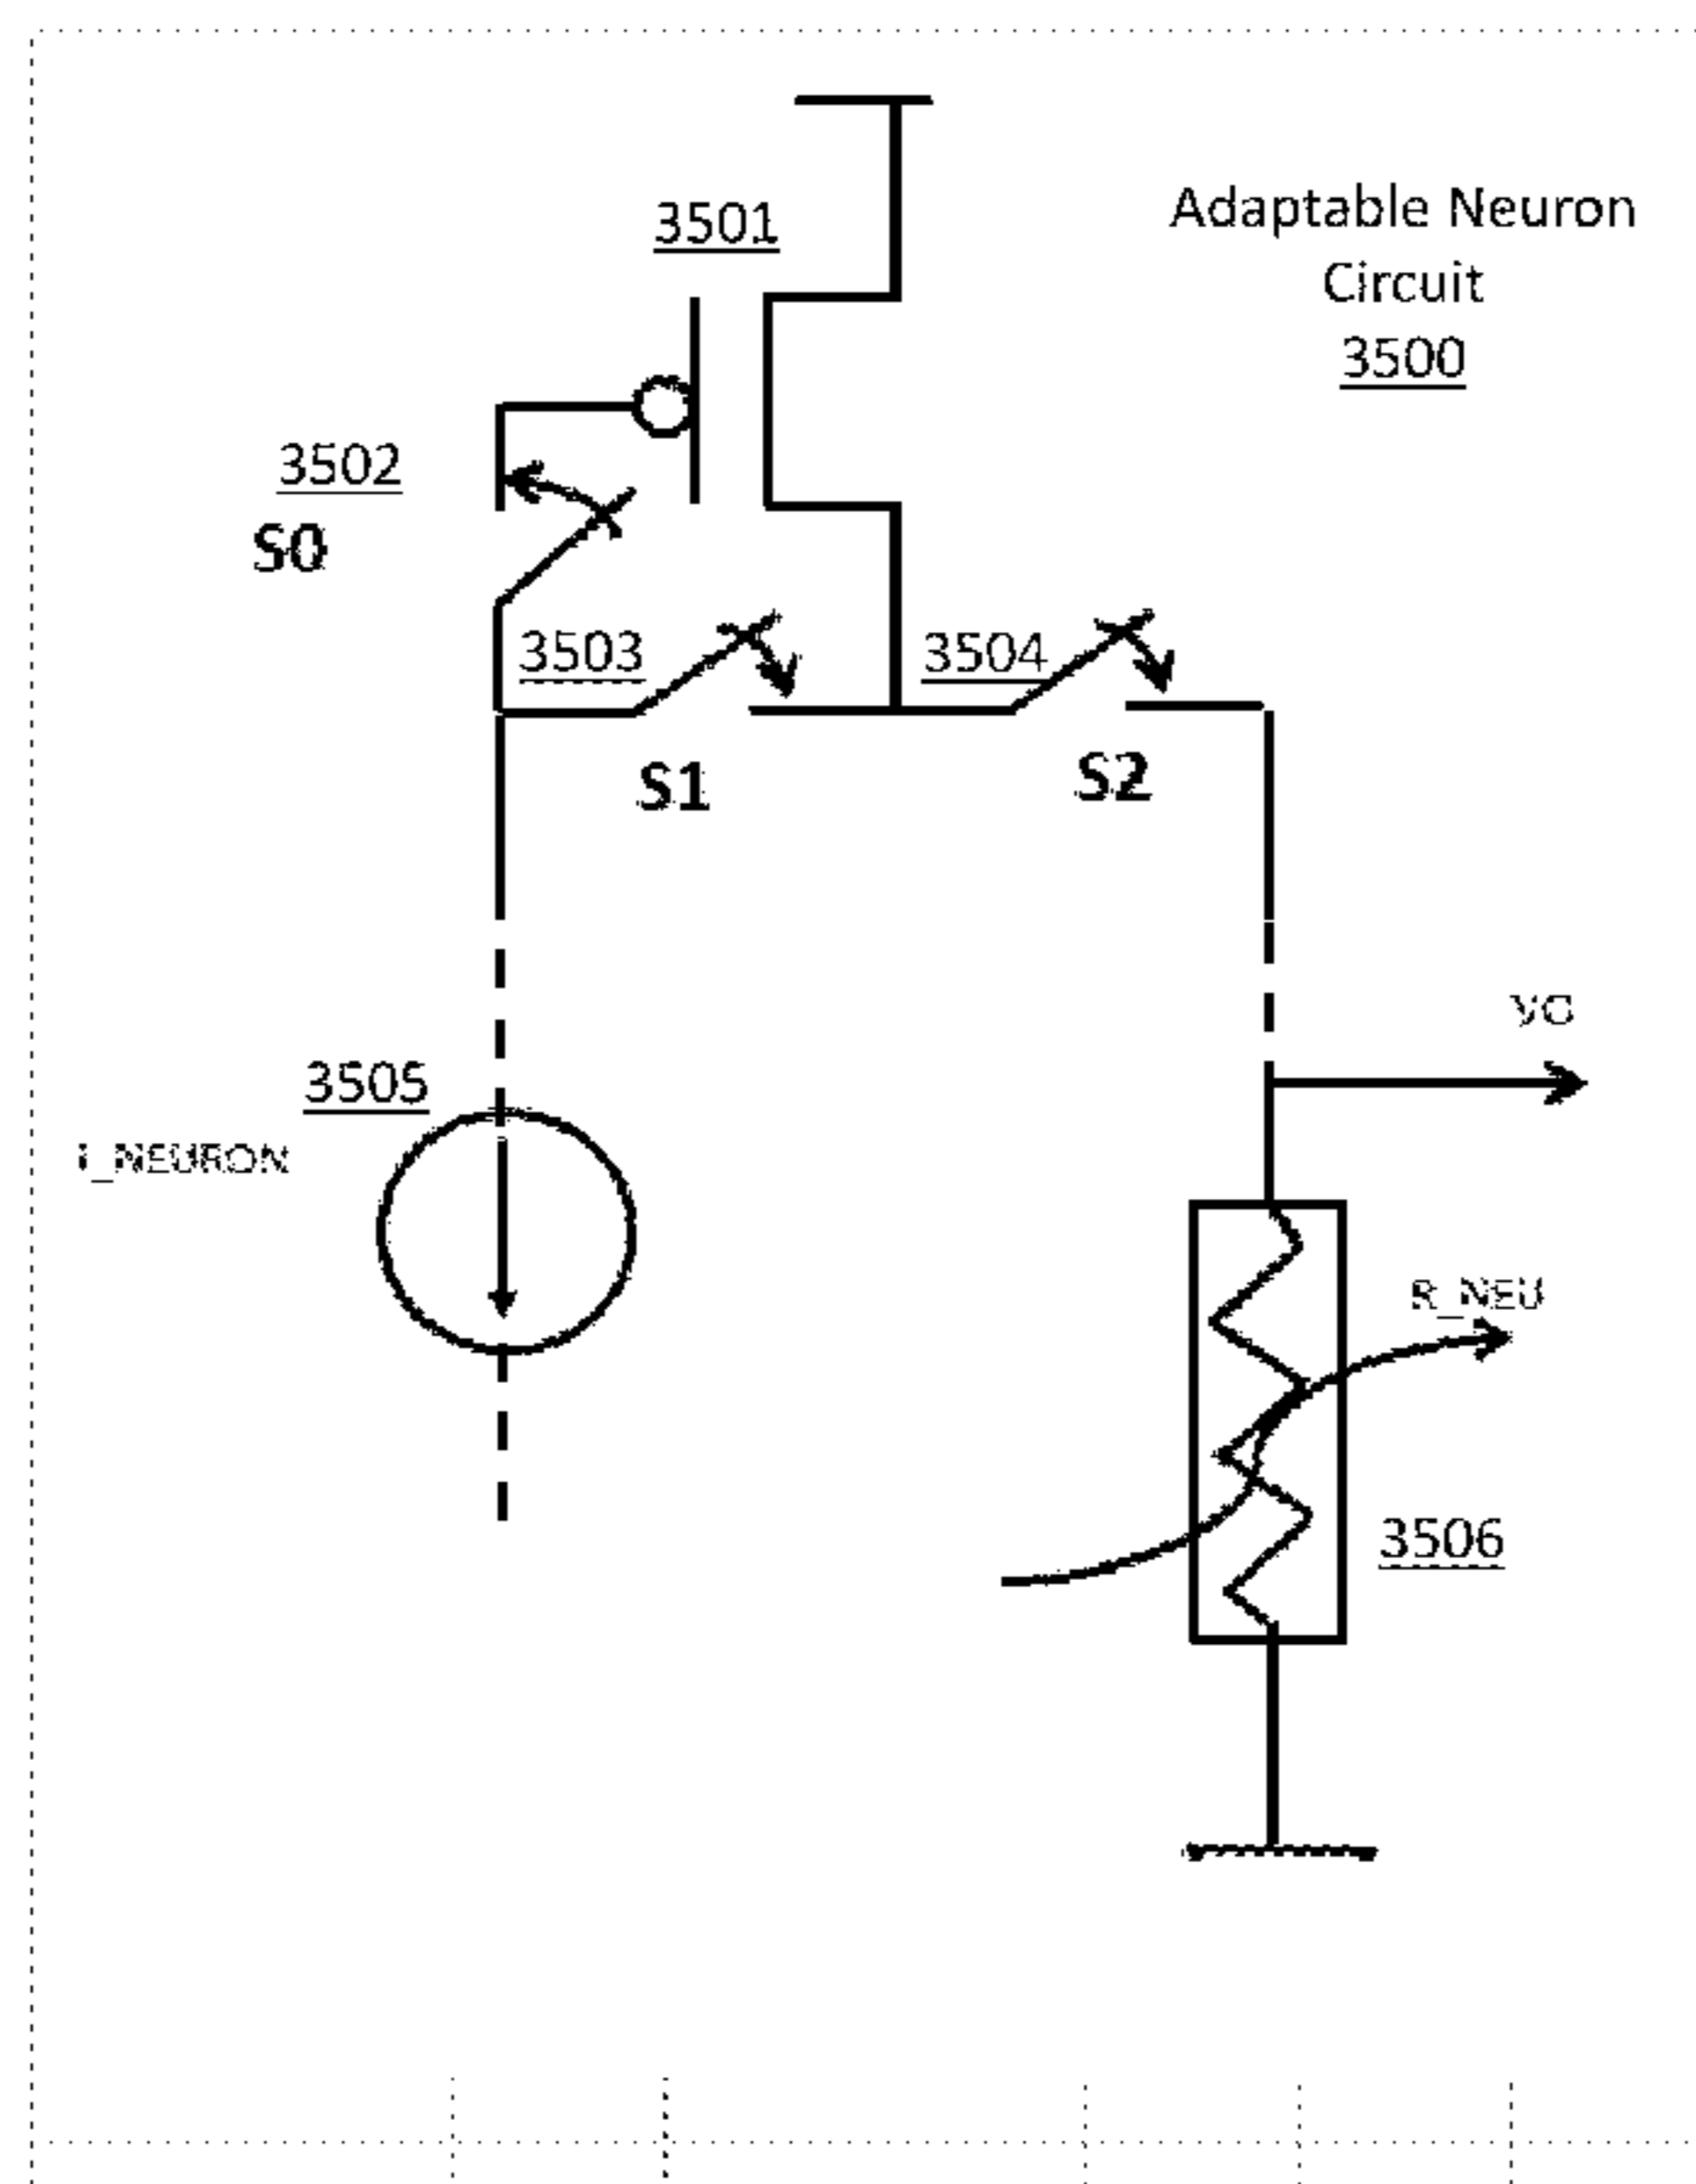 3501
Adaptable Neuron
Circuit
3500
3502
S0
3503
3504
S1
S2
VO
3505
I_NEURON
R_NEU
3506